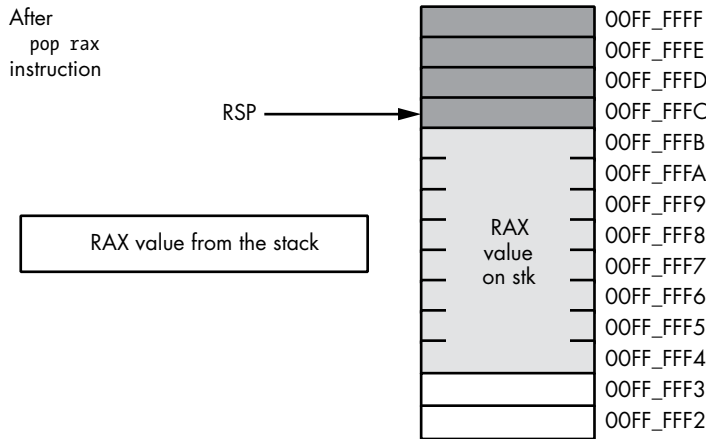 After
pop rax
instruction
RSP
RAX value from the stack
RAX
value
on stk
00FF_FFFF
00FF_FFFE
00FF_FFFD
00FF_FFFC
00FF_FFFB
00FF_FFFA
00FF_FFF9
00FF_FFF8
00FF_FFF7
00FF_FFF6
00FF_FFF5
00FF_FFF4
00FF_FFF3
00FF_FFF2